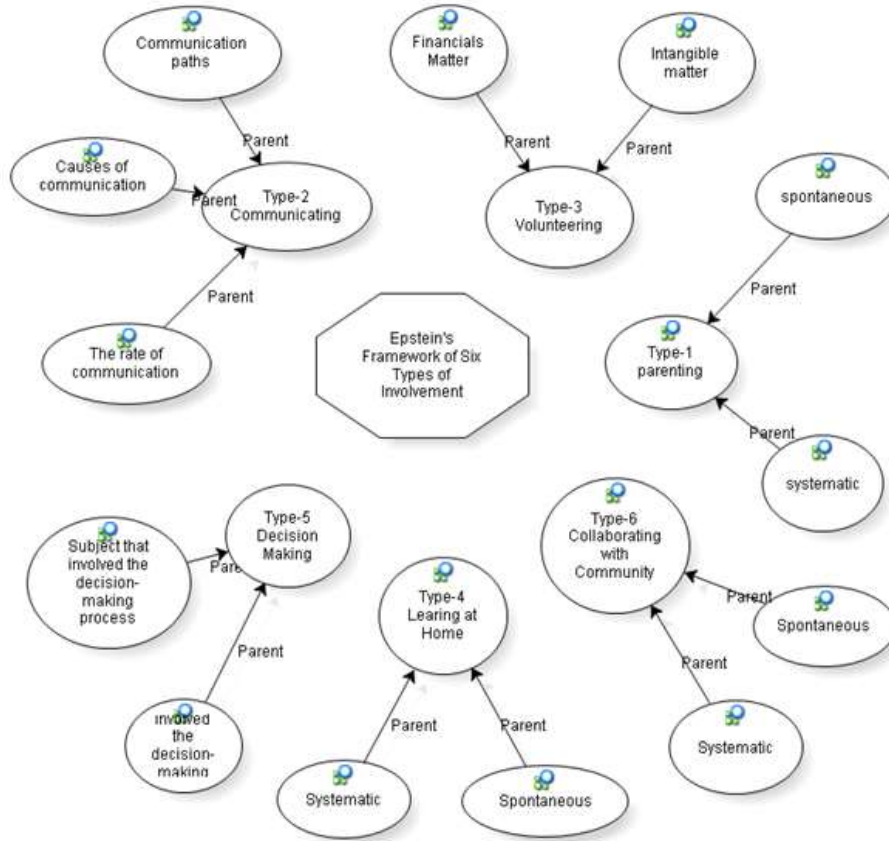 Communication
paths
Financials
Matter
Intangible
matter
Parent
Parent
Parent
Causes of
communication
Parent
Type-2
Communicating
Type-3
Volunteering
spontaneous
Parent
Parent
The rate of
communication
Epstein's
Framework of Six
Types of
Involvement
Type-1
parenting
Parent
systematic
Type-5
Decision
Making
Subject that
involved the
decision-
making
process
Parent
Type-6
Collaborating
with
Community
Type-4
Learing at
Home
Parent
Spontaneous
Parent
Parent
involved
the
decision-
making
Parent
Parent
Systematic
Systematic
Spontaneous